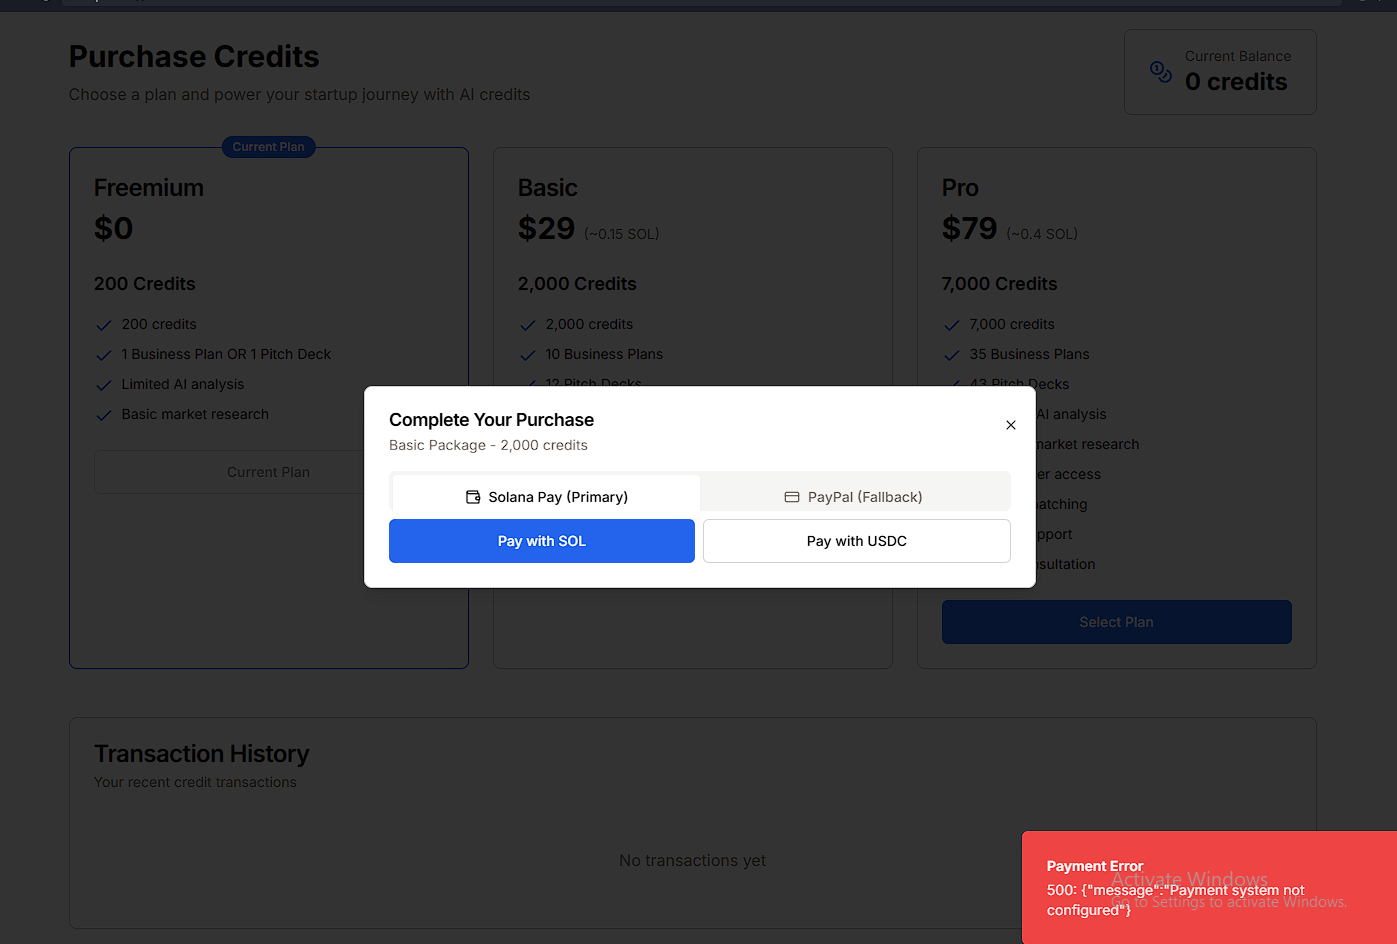 Purchase Credits
Choose a plan and power your startup journey with AI credits
Current Balance
0 credits
Current Plan
Freemium
$0
200 Credits
200 credits
1 Business Plan OR 1 Pitch Deck
Limited AI analysis
Basic market research
Current Plan
Basic
$29 (~0.15 SOL)
2,000 Credits
2,000 credits
10 Business Plans
12 Pitch Decks
Pro
$79 (~0.4 SOL)
7,000 Credits
7,000 credits
35 Business Plans
43 Pitch Decks
AI analysis
market research
access
Select Plan
Complete Your Purchase
Basic Package - 2,000 credits
Solana Pay (Primary)
PayPal (Fallback)
Pay with SOL
Pay with USDC
Transaction History
Your recent credit transactions
No transactions yet
Payment Error
500: {"message":"Payment system not
configured"}
Activate Windows
Go to Settings to activate Windows.